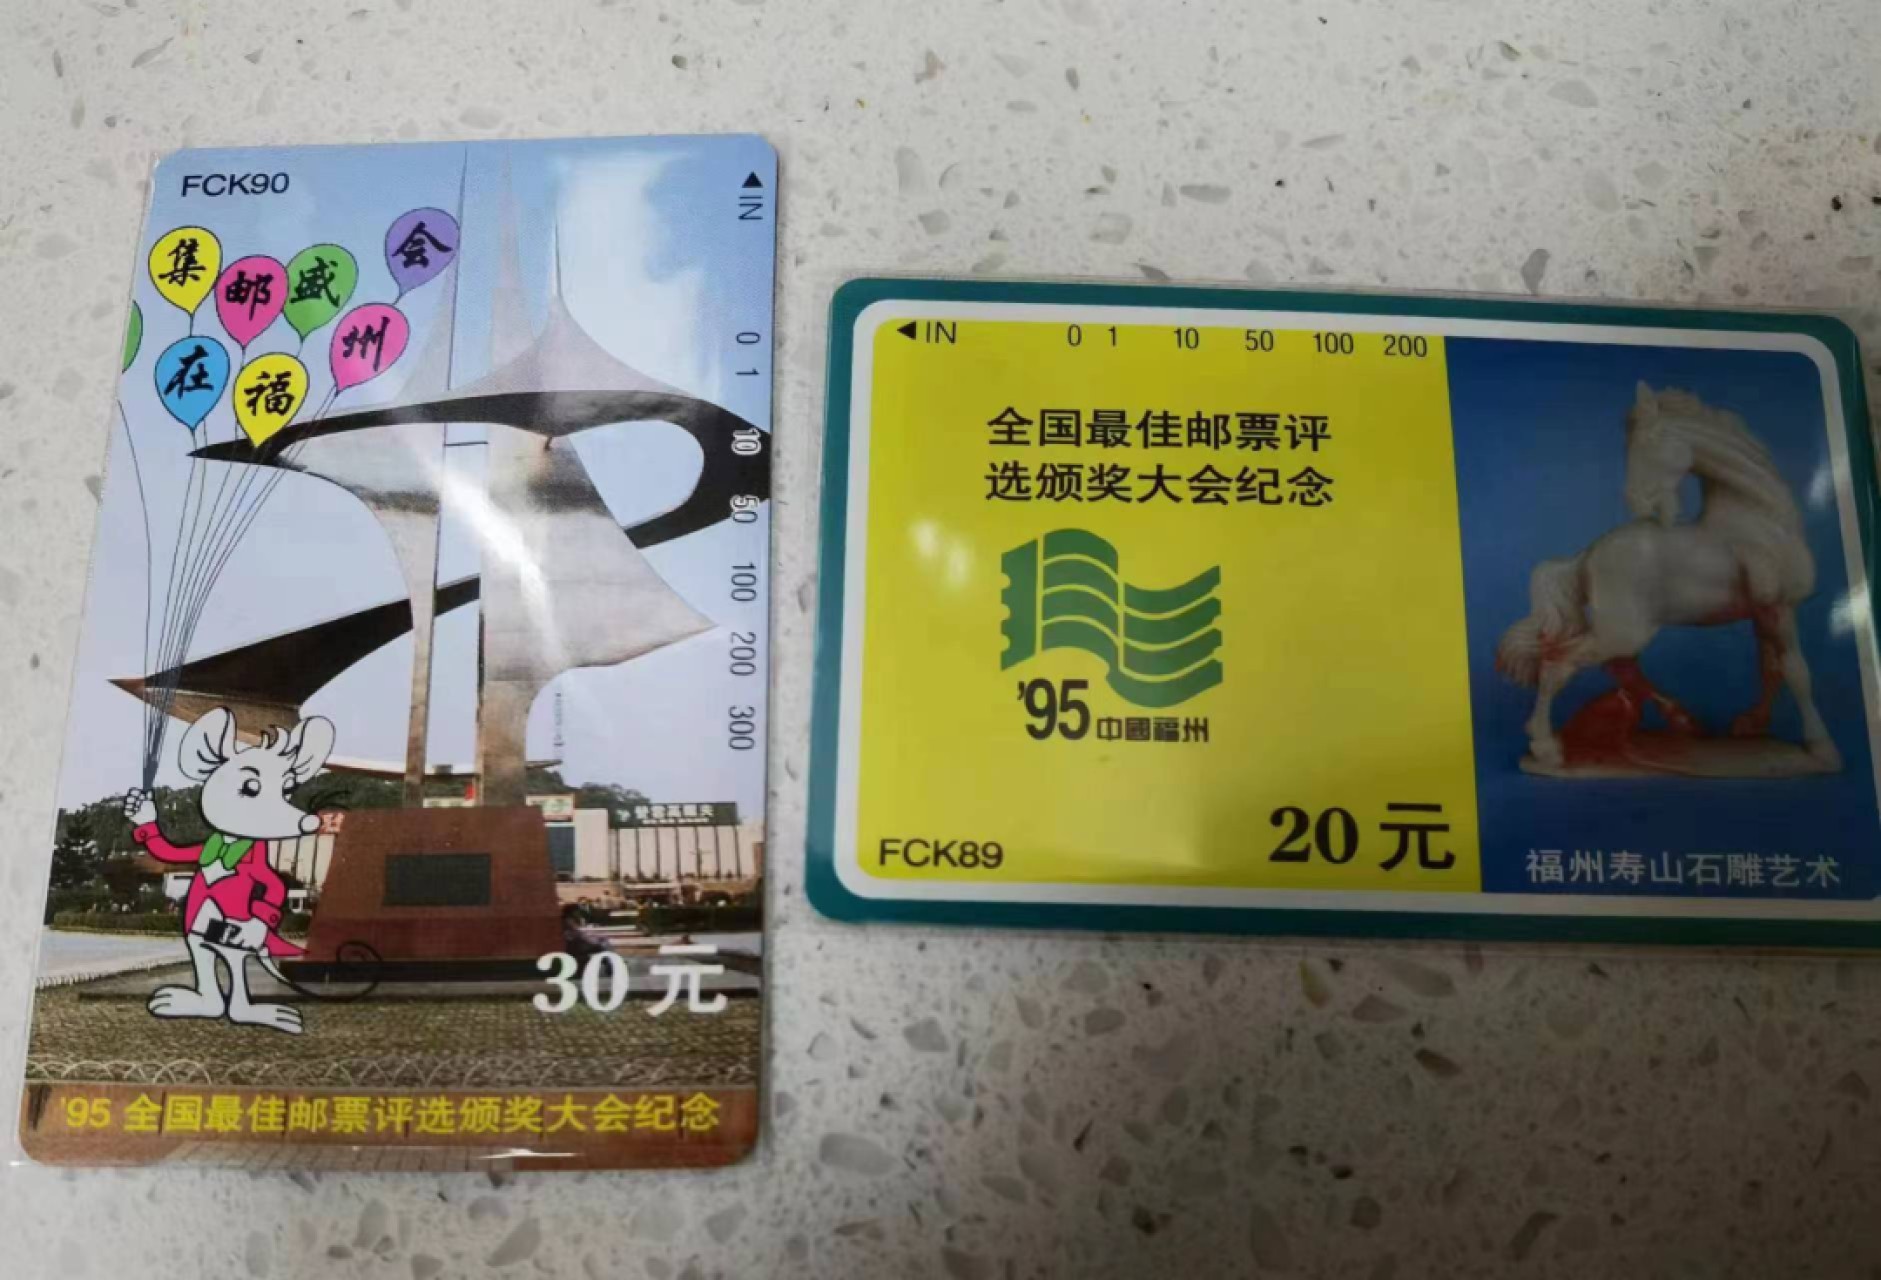 FCK90
IN
集邮盛会
在福州
0
1
10
50
100
200
300
30元
'95 全国最佳邮票评选颁奖大会纪念
IN 0 1 10 50 100 200
全国最佳邮票评
选颁奖大会纪念
'95中國福州
20元
FCK89
福州寿山石雕艺术